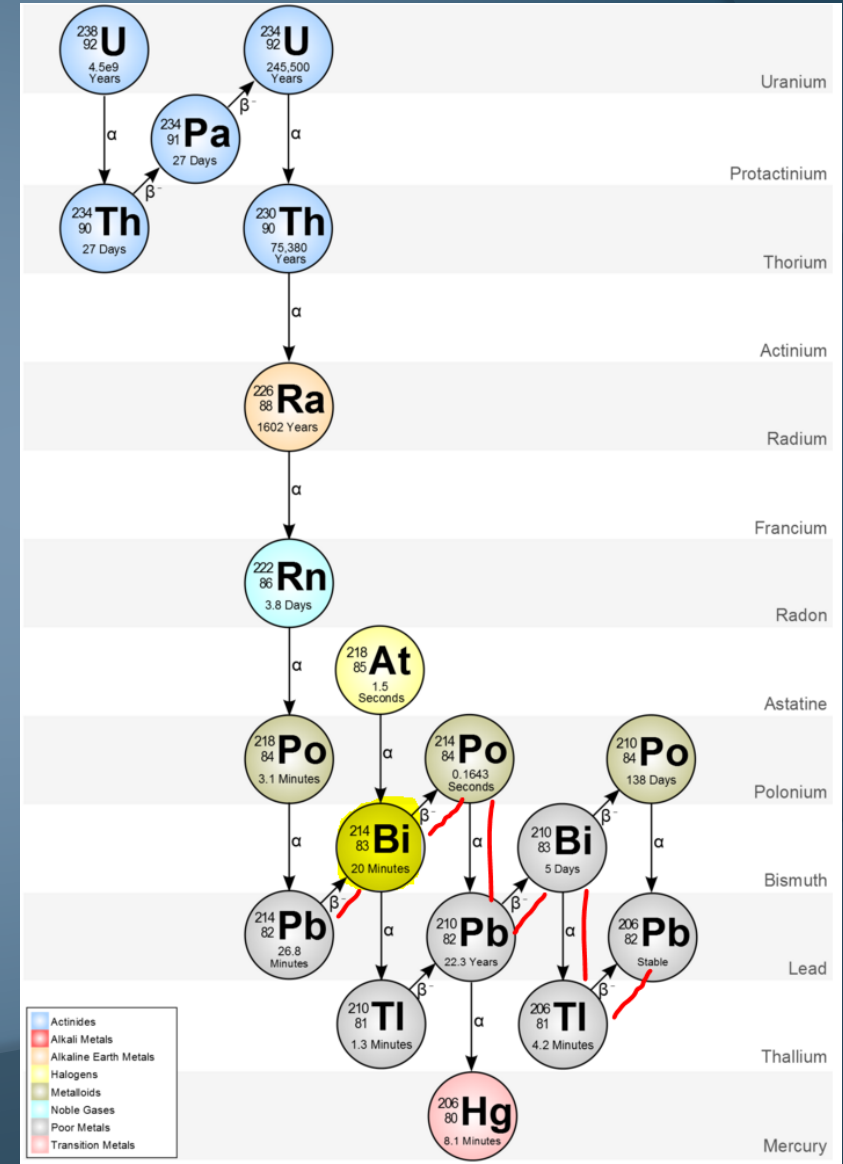 238
92
U
4.5e9
Years
234
92
U
245,500
Years
Uranium
α
β⁻
α
234
91
Pa
27 Days
Protactinium
β⁻
234
90
Th
27 Days
230
90
Th
75,380
Years
Thorium
α
Actinium
226
88
Ra
1602 Years
Radium
α
Francium
222
86
Rn
3.8 Days
Radon
α
218
85
At
1.5
Seconds
Astatine
218
84
Po
3.1 Minutes
α
214
84
Po
0.1643
Seconds
210
84
Po
138 Days
Polonium
α
214
83
Bi
20 Minutes
β⁻
α
210
83
Bi
5 Days
β⁻
α
Bismuth
214
82
Pb
26.8
Minutes
β⁻
α
210
82
Pb
22.3 Years
β⁻
α
206
82
Pb
Stable
Lead
210
81
Tl
1.3 Minutes
β⁻
α
206
81
Tl
4.2 Minutes
β⁻
Thallium
206
80
Hg
8.1 Minutes
Mercury
Actinides
Alkali Metals
Alkaline Earth Metals
Halogens
Metalloids
Noble Gases
Poor Metals
Transition Metals